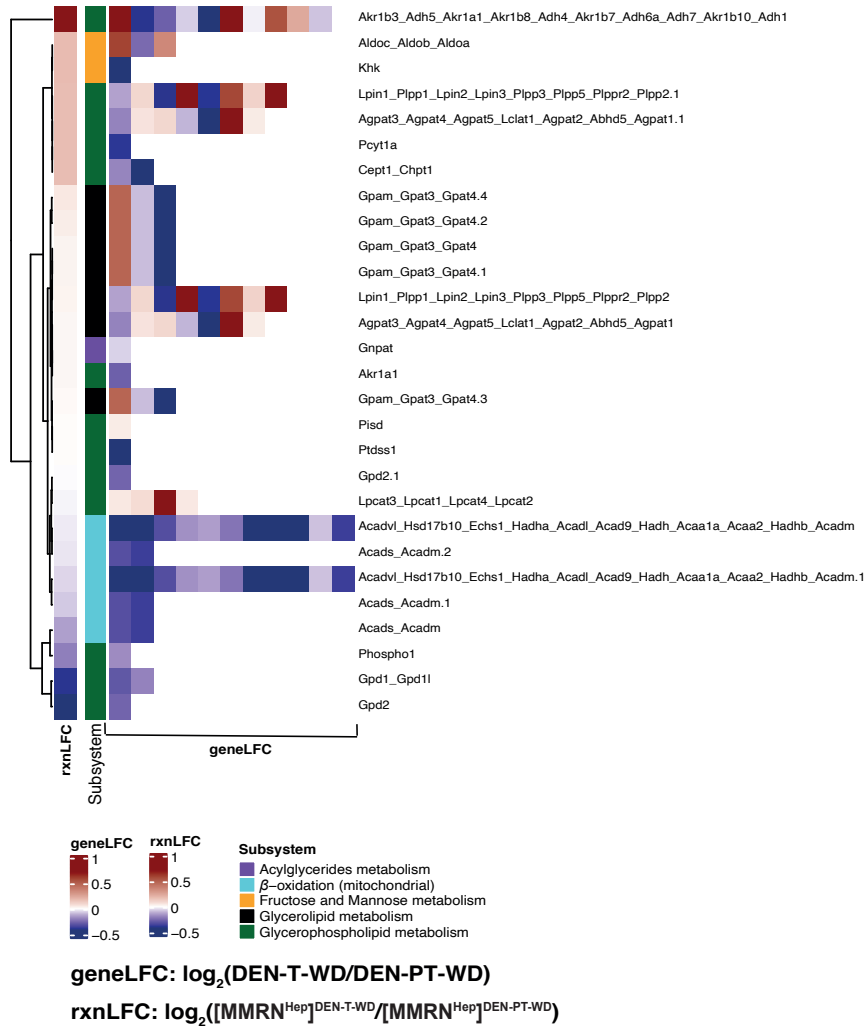 Akr1b3_Adh5_Akr1a1_Akr1b8_Adh4_Akr1b7_Adh6a_Adh7_Akr1b10_Adh1
Aldoc_Aldob_Aldoa
Khk
Lpin1_Plpp1_Lpin2_Lpin3_Plpp3_Plpp5_Plppr2_Plpp2.1
Agpat3_Agpat4_Agpat5_Lclat1_Agpat2_Abhd5_Agpat1.1
Pcyt1a
Cept1_Chpt1
Gpam_Gpat3_Gpat4.4
Gpam_Gpat3_Gpat4.2
Gpam_Gpat3_Gpat4
Gpam_Gpat3_Gpat4.1
Lpin1_Plpp1_Lpin2_Lpin3_Plpp3_Plpp5_Plppr2_Plpp2
Agpat3_Agpat4_Agpat5_Lclat1_Agpat2_Abhd5_Agpat1
Gnpat
Akr1a1
Gpam_Gpat3_Gpat4.3
Pisd
Ptdss1
Gpd2.1
Lpcat3_Lpcat1_Lpcat4_Lpcat2
Acadvl_Hsd17b10_Echs1_Hadha_Acadl_Acad9_Hadh_Acaa1a_Acaa2_Hadhb_Acadm
Acads_Acadm.2
Acadvl_Hsd17b10_Echs1_Hadha_Acadl_Acad9_Hadh_Acaa1a_Acaa2_Hadhb_Acadm.1
Acads_Acadm.1
Acads_Acadm
Phospho1
Gpd1_Gpd1l
Gpd2
rxnLFC
Subsystem
geneLFC
geneLFC
1
0.5
0
−0.5
rxnLFC
1
0.5
0
−0.5
Subsystem
Acylglycerides metabolism
β−oxidation (mitochondrial)
Fructose and Mannose metabolism
Glycerolipid metabolism
Glycerophospholipid metabolism
geneLFC: log₂(DEN-T-WD/DEN-PT-WD)
rxnLFC: log₂([MMRN^Hep]^DEN-T-WD/[MMRN^Hep]^DEN-PT-WD)